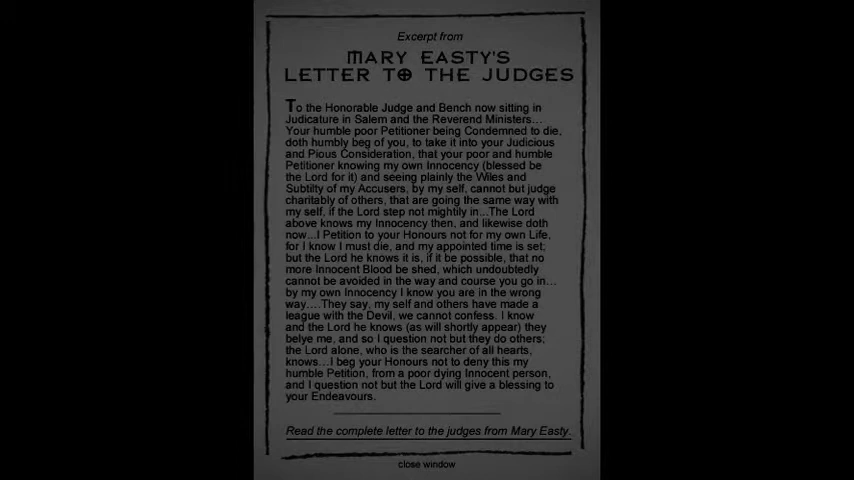 Excerpt from
MARY EASTY'S
LETTER TO THE JUDGES
To the Honorable Judge and Bench now sitting in
Judicature in Salem and the Reverend Ministers...
Your humble poor Petitioner being Condemned to die,
doth humbly beg of you, to take it into your Judicious
and Pious Consideration, that your poor and humble
Petitioner knowing my own Innocency (blessed be
the Lord for it) and seeing plainly the Wiles and
Subtilty of my Accusers, by my self, cannot but judge
charitably of others, that are going the same way with
my self, if the Lord step not mightily in...The Lord
above knows my Innocency then, and likewise doth
now...I Petition to your Honours not for my own Life,
for I know I must die, and my appointed time is set;
but the Lord he knows it is, if it be possible, that no
more Innocent Blood be shed, which undoubtedly
cannot be avoided in the way and course you go in...
by my own Innocency I know you are in the wrong
way....They say, my self and others have made a
league with the Devil, we cannot confess. I know
and the Lord he knows (as will shortly appear) they
belye me, and so I question not but they do others;
the Lord alone, who is the searcher of all hearts,
knows...I beg your Honours not to deny this my
humble Petition, from a poor dying Innocent person,
and I question not but the Lord will give a blessing to
your Endeavours.
Read the complete letter to the judges from Mary Easty.
close window